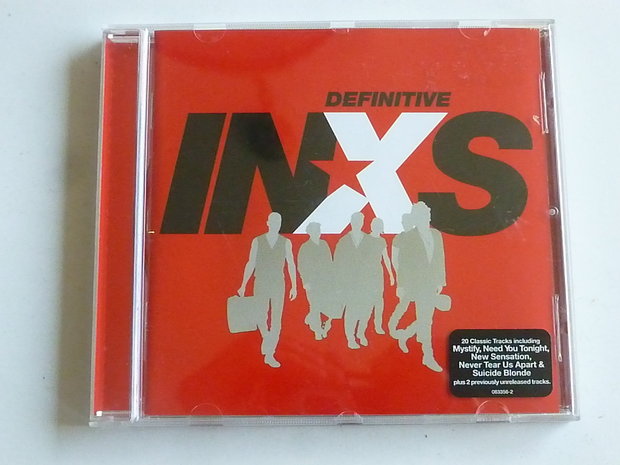 DEFINITIVE
INXS
20 Classic Tracks including
Mystify, Need You Tonight,
New Sensation,
Never Tear Us Apart &
Suicide Blonde
plus 2 previously unreleased tracks.
063356-2